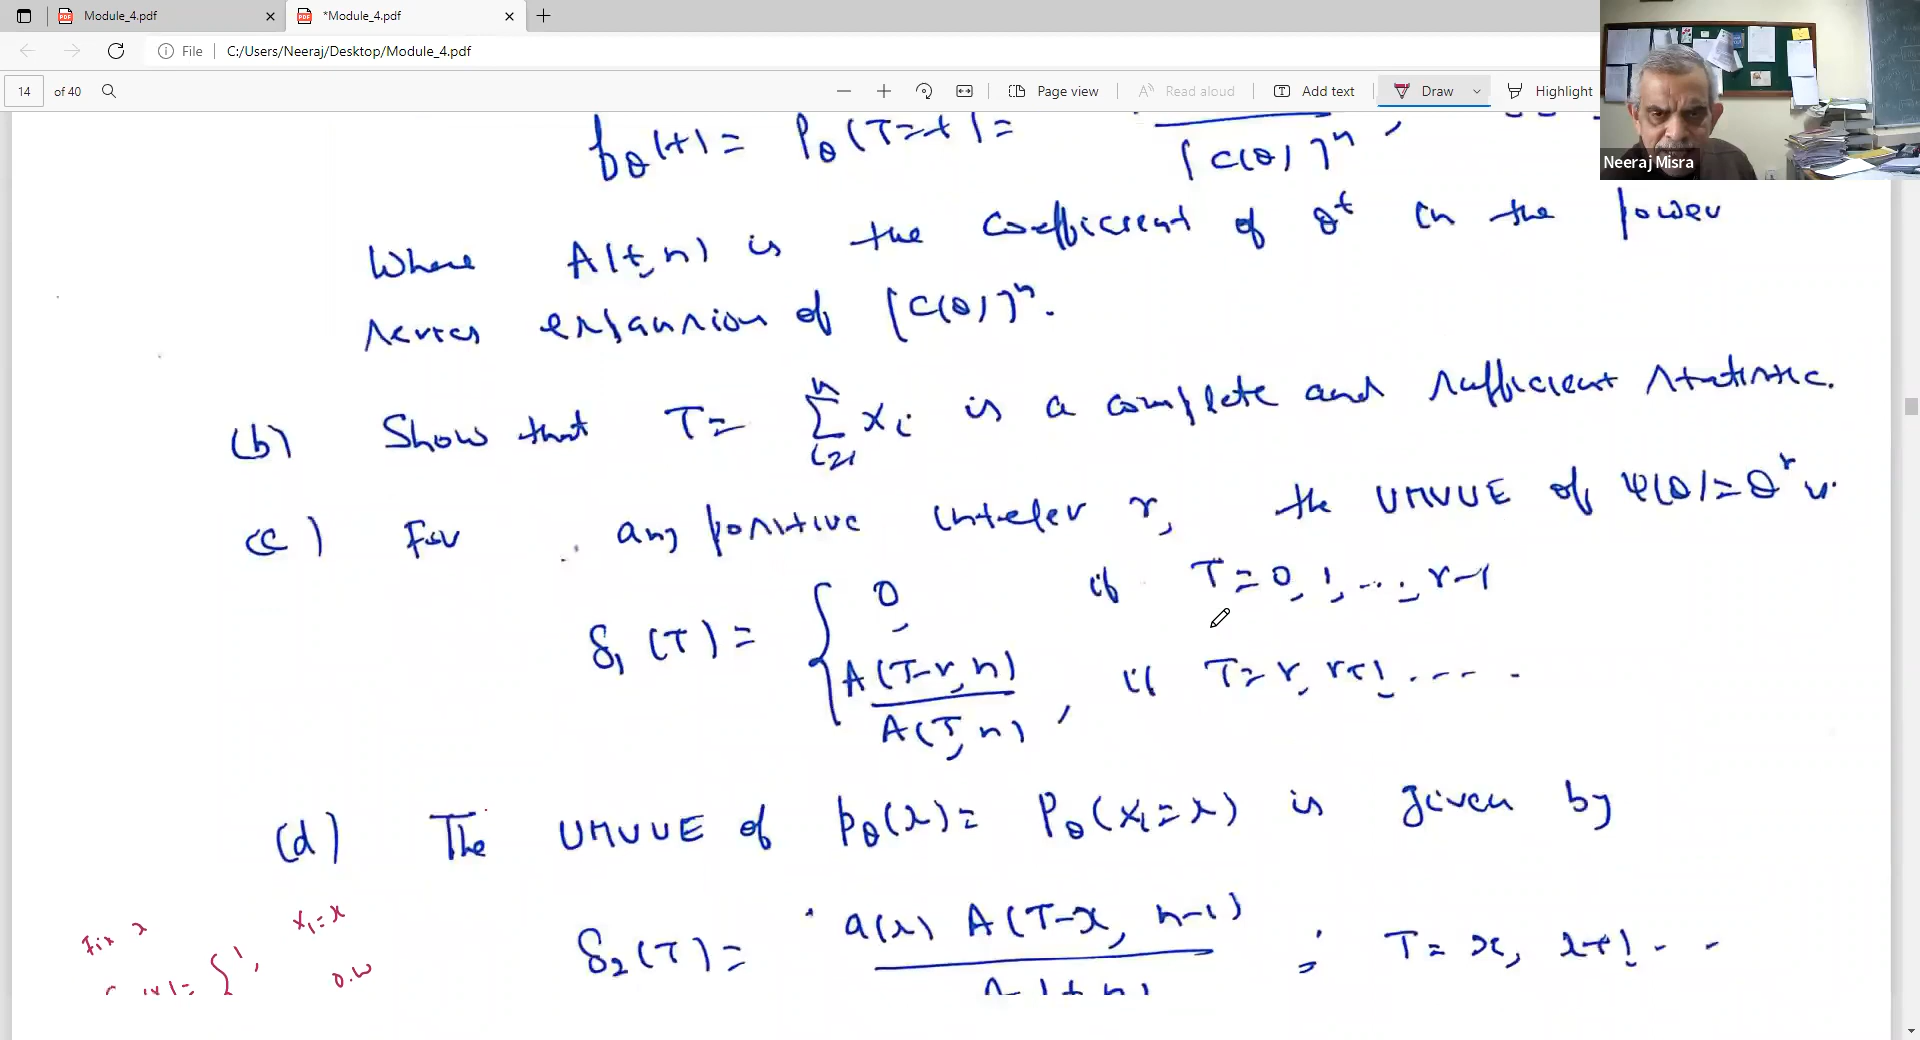 Module_4.pdf
*Module_4.pdf
File C:/Users/Neeraj/Desktop/Module_4.pdf
14 of 40 Page view Read aloud Add text Draw Highlight
Neeraj Misra
pθ(t) = Pθ(T=t) = / [C(θ)]^n,
Where A(t,n) is the coefficient of θ^t in the power
series expansion of [C(θ)]^n.
(b) Show that T = Σ_{i=1}^n Xi is a complete and sufficient statistic.
(c) For any positive integer r, the UMVUE of ψ(θ) = θ^r is
δ1(T) = { 0 if T = 0, 1, ..., r-1
A(T-r, n) / A(T, n), if T = r, r+1, ....
(d) The UMVUE of pθ(x) = Pθ(X1 = x) is given by
δ2(T) = a(x) A(T-x, n-1) / A(t, n) ; T = x, x+1, ...
Fix x
{ 1, X1 = x
O.W